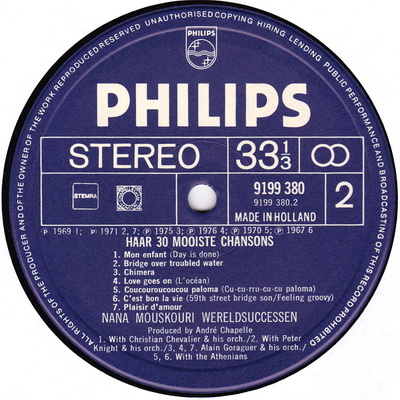 ALL RIGHTS OF THE PRODUCER AND OF THE OWNER OF THE WORK REPRODUCED RESERVED UNAUTHORISED COPYING HIRING LENDING PUBLIC PERFORMANCE AND BROADCASTING OF THIS RECORD PROHIBITED
PHILIPS
PHILIPS
STEREO 33 1/3
STEMRA
9199 380
9199 380.2
MADE IN HOLLAND
2
℗ 1969 1; ℗ 1971 2, 7; ℗ 1975 3; ℗ 1976 4; ℗ 1970 5; ℗ 1967 6
HAAR 30 MOOISTE CHANSONS
1. Mon enfant (Day is done)
2. Bridge over troubled water
3. Chimera
4. Love goes on (L'océan)
5. Coucouroucoucou paloma (Cu-cu-rru-cu-cu paloma)
6. C'est bon la vie (59th street bridge son/Feeling groovy)
7. Plaisir d'amour
NANA MOUSKOURI WERELDSUCCESSEN
Produced by André Chapelle
1. With Christian Chevalier & his orch./2. With Peter
Knight & his orch./3, 4, 7. Alain Goraguer & his orch./
5, 6. With the Athenians